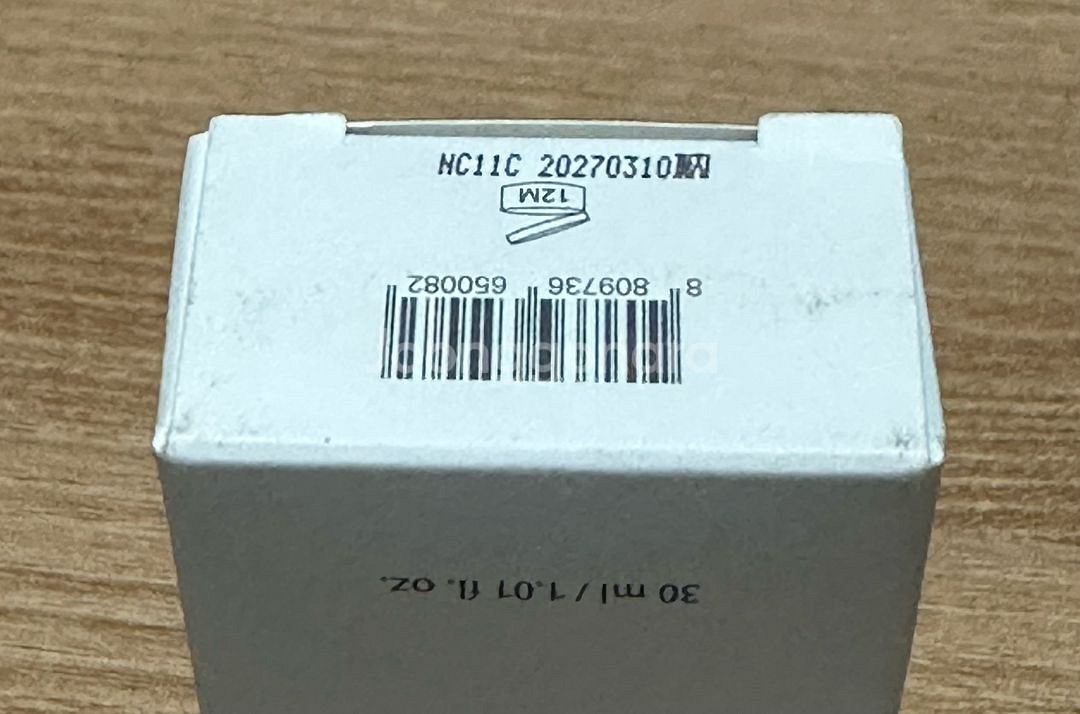 NC11C 20270310
12M
8 809736 650082
30 ml / 1.01 fl. oz.